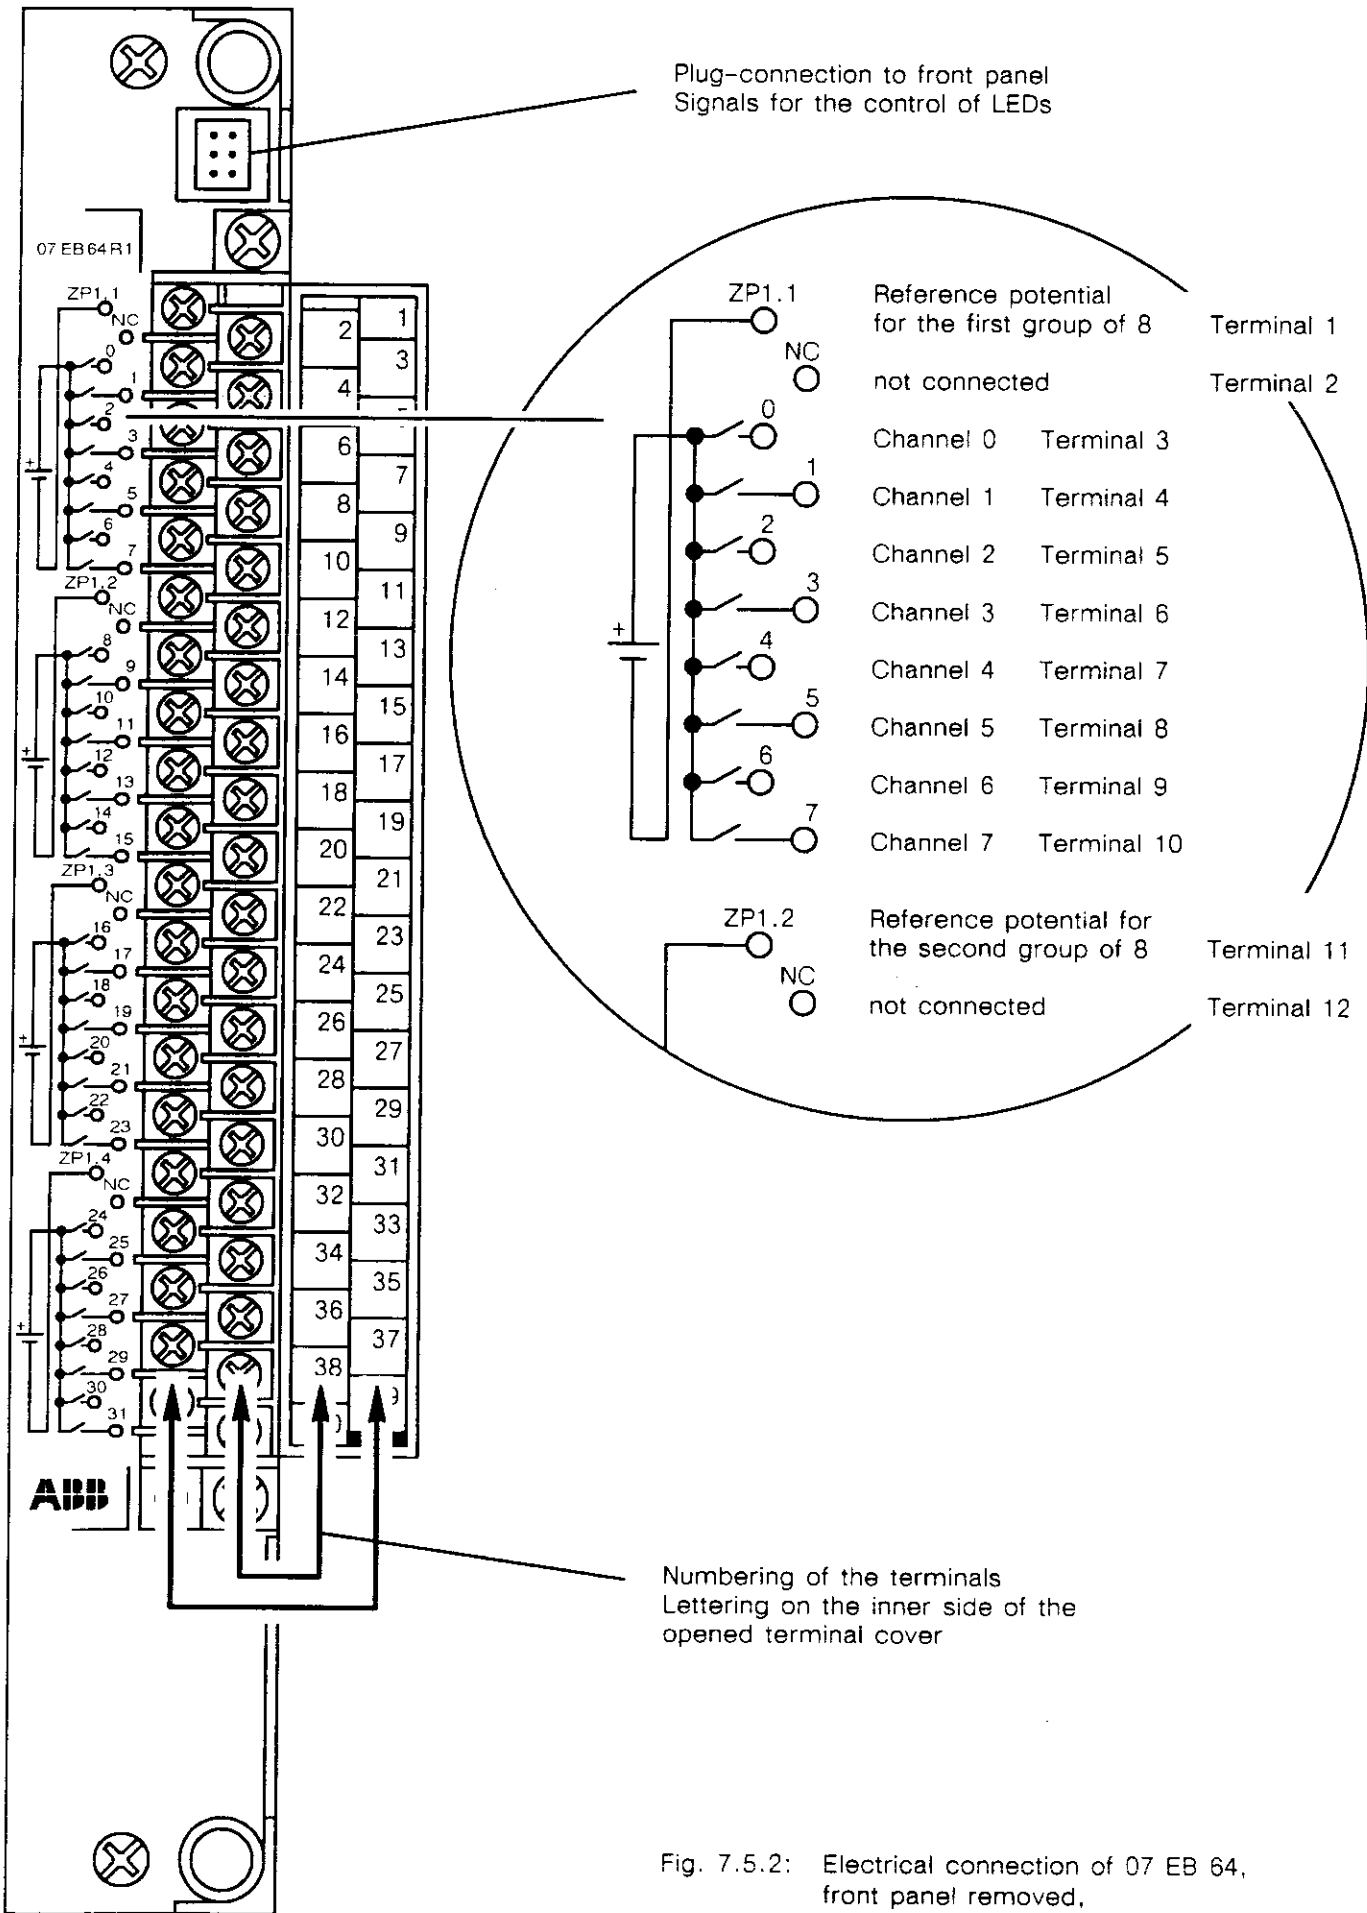 Plug-connection to front panel
Signals for the control of LEDs
07 EB64R1
ZP1.1
NC
0
1
2
3
4
5
6
7
ZP1.2
NC
8
9
10
11
12
13
14
15
ZP1.3
NC
16
17
18
19
20
21
22
23
ZP1.4
NC
24
25
26
27
28
29
30
31
+
+
+
+
ABB
1
2
3
4
6
7
8
9
10
11
12
13
14
15
16
17
18
19
20
21
22
23
24
25
26
27
28
29
30
31
32
33
34
35
36
37
38
9
ZP1.1 Reference potential
for the first group of 8 Terminal 1
NC
not connected Terminal 2
0 Channel 0 Terminal 3
1 Channel 1 Terminal 4
2 Channel 2 Terminal 5
3 Channel 3 Terminal 6
+
4 Channel 4 Terminal 7
5 Channel 5 Terminal 8
6 Channel 6 Terminal 9
7 Channel 7 Terminal 10
ZP1.2 Reference potential for
the second group of 8 Terminal 11
NC
not connected Terminal 12
Numbering of the terminals
Lettering on the inner side of the
opened terminal cover
Fig. 7.5.2: Electrical connection of 07 EB 64,
front panel removed,